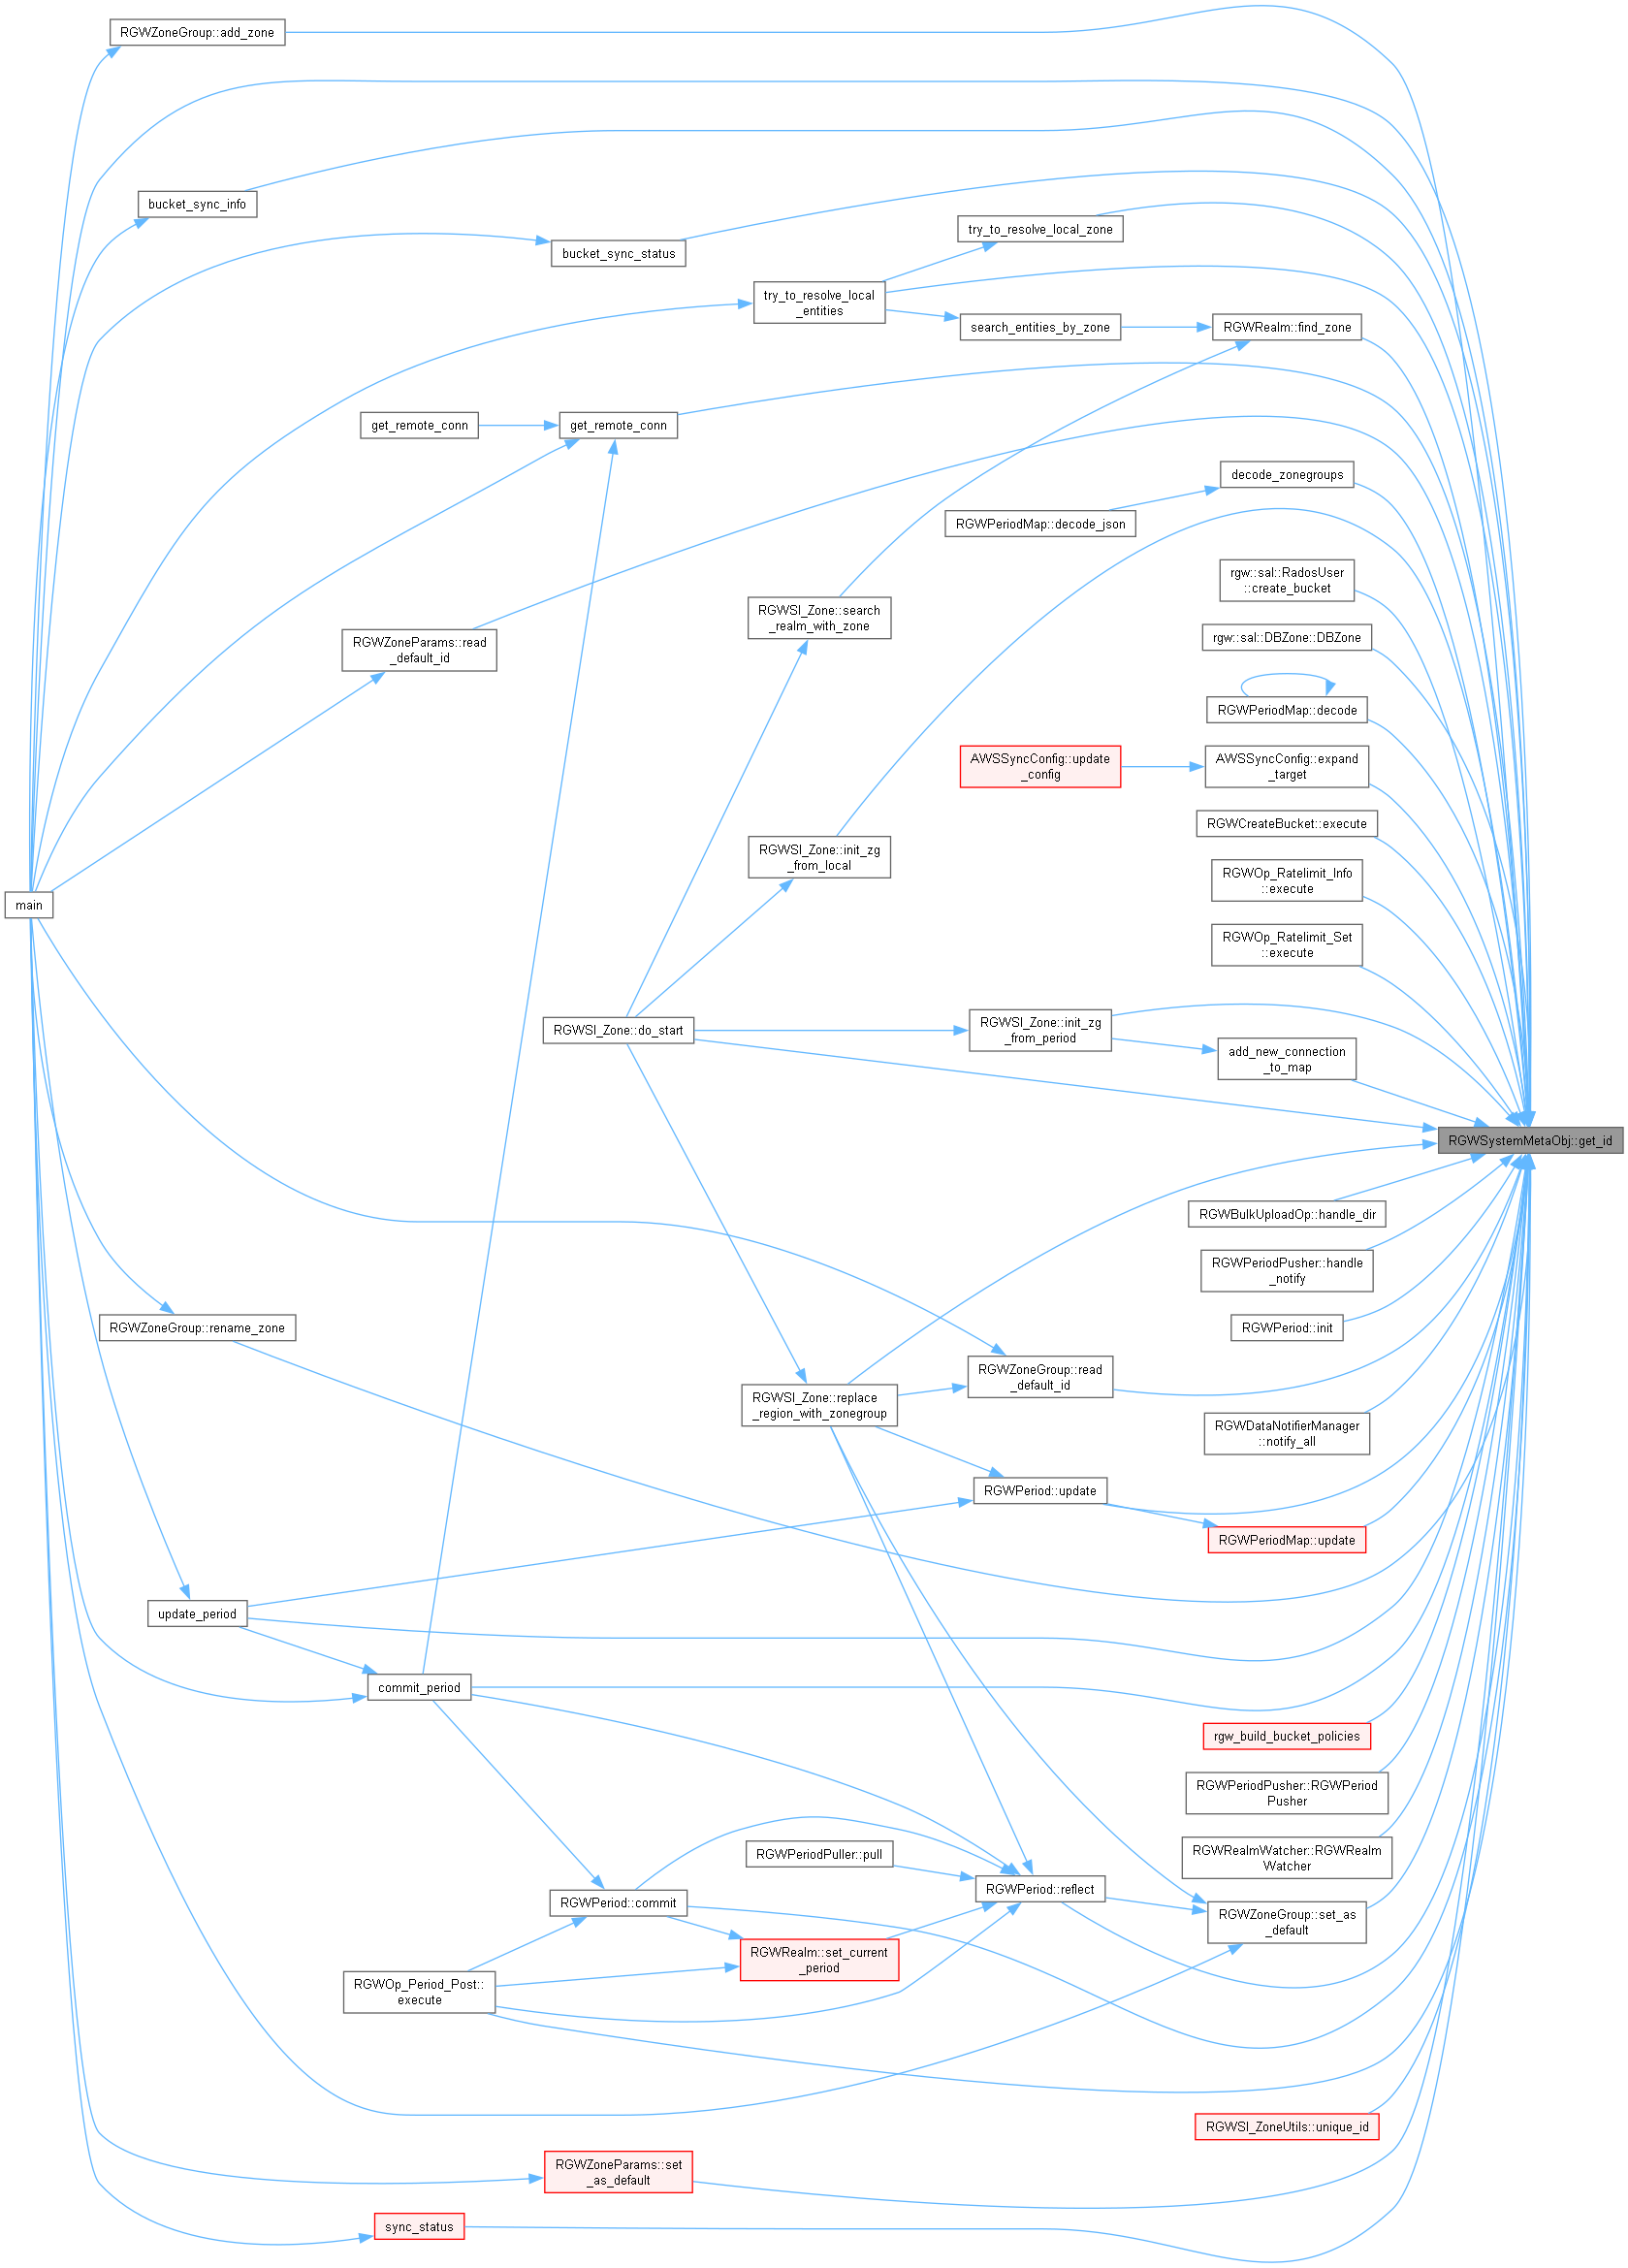 RGWZoneGroup::add_zone
bucket_sync_info
try_to_resolve_local_zone
bucket_sync_status
try_to_resolve_local
_entities
search_entities_by_zone
RGWRealm::find_zone
get_remote_conn
get_remote_conn
decode_zonegroups
RGWPeriodMap::decode_json
rgw::sal::RadosUser
::create_bucket
RGWSI_Zone::search
_realm_with_zone
rgw::sal::DBZone::DBZone
RGWZoneParams::read
_default_id
RGWPeriodMap::decode
AWSSyncConfig::update
_config
AWSSyncConfig::expand
_target
RGWCreateBucket::execute
RGWSI_Zone::init_zg
_from_local
RGWOp_Ratelimit_Info
::execute
main
RGWOp_Ratelimit_Set
::execute
RGWSI_Zone::do_start
RGWSI_Zone::init_zg
_from_period
add_new_connection
_to_map
RGWSystemMetaObj::get_id
RGWBulkUploadOp::handle_dir
RGWPeriodPusher::handle
_notify
RGWZoneGroup::rename_zone
RGWPeriod::init
RGWZoneGroup::read
_default_id
RGWSI_Zone::replace
_region_with_zonegroup
RGWDataNotifierManager
::notify_all
RGWPeriod::update
RGWPeriodMap::update
update_period
commit_period
rgw_build_bucket_policies
RGWPeriodPusher::RGWPeriod
Pusher
RGWPeriodPuller::pull
RGWRealmWatcher::RGWRealm
Watcher
RGWPeriod::reflect
RGWPeriod::commit
RGWZoneGroup::set_as
_default
RGWRealm::set_current
_period
RGWOp_Period_Post::
execute
RGWSI_ZoneUtils::unique_id
RGWZoneParams::set
_as_default
sync_status